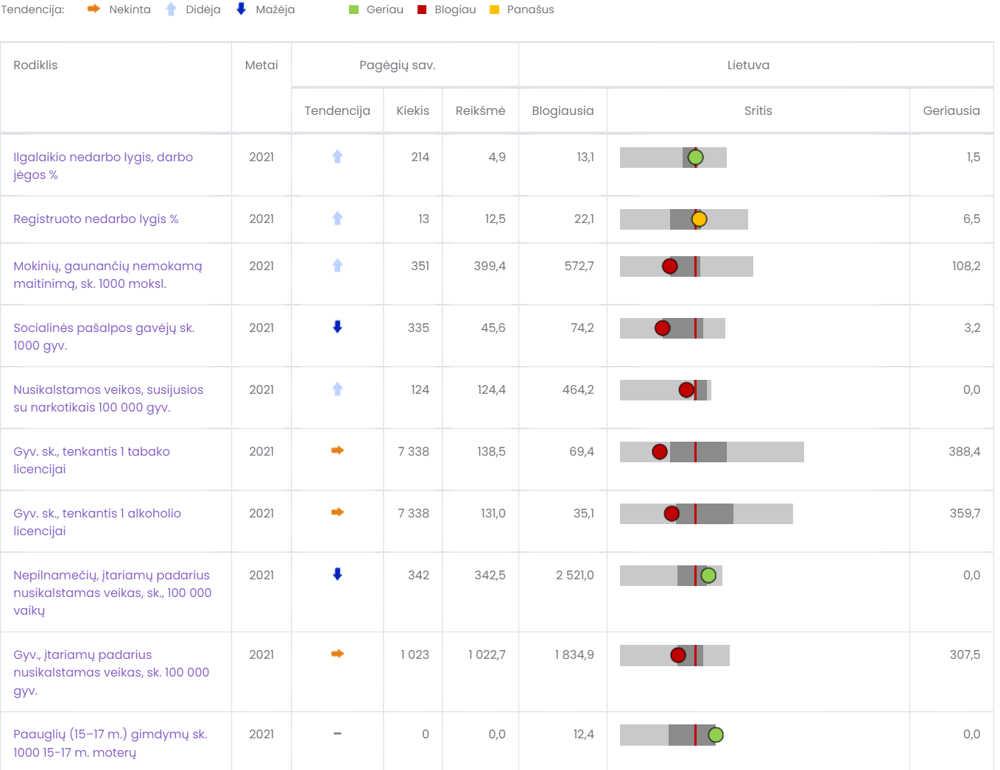 Tendencija: Nekinta Didėja Mažėja Geriau Blogiau Panašus
Rodiklis Metai Pagėgių sav. Lietuva
Tendencija Kiekis Reikšmė Blogiausia Sritis Geriausia
Ilgalaikio nedarbo lygis, darbo 2021 214 4,9 13,1 1,5
jėgos %
Registruoto nedarbo lygis % 2021 13 12,5 22,1 6,5
Mokinių, gaunančių nemokamą 2021 351 399,4 572,7 108,2
maitinimą, sk. 1000 moksl.
Socialinės pašalpos gavėjų sk. 2021 335 45,6 74,2 3,2
1000 gyv.
Nusikalstamos veikos, susijusios 2021 124 124,4 464,2 0,0
su narkotikais 100 000 gyv.
Gyv. sk., tenkantis 1 tabako 2021 7 338 138,5 69,4 388,4
licencijai
Gyv. sk., tenkantis 1 alkoholio 2021 7 338 131,0 35,1 359,7
licencijai
Nepilnamečių, įtariamų padarius 2021 342 342,5 2 521,0 0,0
nusikalstamas veikas, sk., 100 000
vaikų
Gyv., įtariamų padarius 2021 1 023 1 022,7 1 834,9 307,5
nusikalstamas veikas, sk. 100 000
gyv.
Paauglių (15–17 m.) gimdymų sk. 2021 – 0 0,0 12,4 0,0
1000 15-17 m. moterų